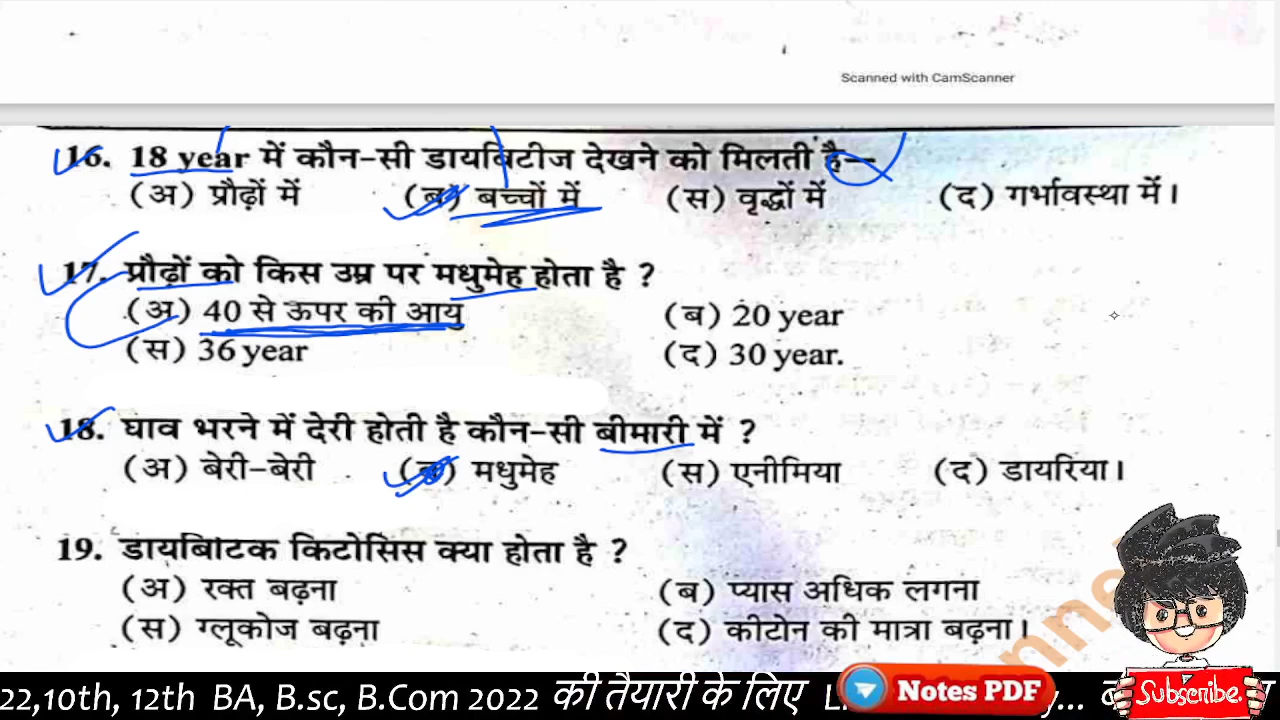 Scanned with CamScanner
16. 18 year में कौन-सी डायबिटीज देखने को मिलती है—
(अ) प्रौढ़ों में (ब) बच्चों में (स) वृद्धों में (द) गर्भावस्था में।
17. प्रौढ़ों को किस उम्र पर मधुमेह होता है ?
(अ) 40 से ऊपर की आयु (ब) 20 year
(स) 36 year (द) 30 year.
18. घाव भरने में देरी होती है कौन-सी बीमारी में ?
(अ) बेरी-बेरी (ब) मधुमेह (स) एनीमिया (द) डायरिया।
19. डायबिटिक किटोसिस क्या होता है ?
(अ) रक्त बढ़ना (ब) प्यास अधिक लगना
(स) ग्लूकोज बढ़ना (द) कीटोन की मात्रा बढ़ना।
22,10th, 12th BA, B.sc, B.Com 2022 की तैयारी के लिए
Notes PDF
Subscribe.